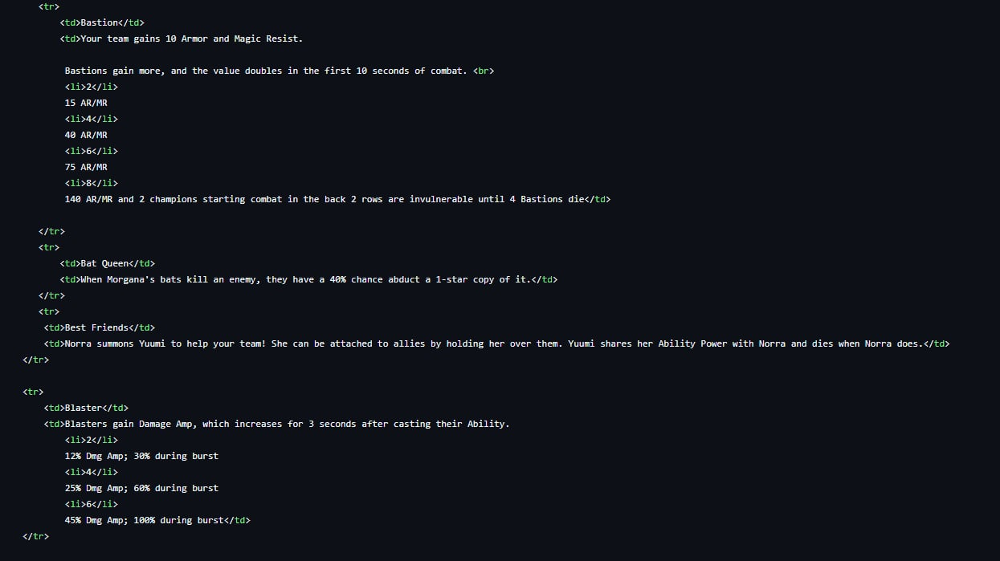 <tr>
<td>Bastion</td>
<td>Your team gains 10 Armor and Magic Resist.
Bastions gain more, and the value doubles in the first 10 seconds of combat. <br>
<li>2</li>
15 AR/MR
<li>4</li>
40 AR/MR
<li>6</li>
75 AR/MR
<li>8</li>
140 AR/MR and 2 champions starting combat in the back 2 rows are invulnerable until 4 Bastions die</td>
</tr>
<tr>
<td>Bat Queen</td>
<td>When Morgana's bats kill an enemy, they have a 40% chance abduct a 1-star copy of it.</td>
</tr>
<tr>
<td>Best Friends</td>
<td>Norra summons Yuumi to help your team! She can be attached to allies by holding her over them. Yuumi shares her Ability Power with Norra and dies when Norra does.</td>
</tr>
<tr>
<td>Blaster</td>
<td>Blasters gain Damage Amp, which increases for 3 seconds after casting their Ability.
<li>2</li>
12% Dmg Amp; 30% during burst
<li>4</li>
25% Dmg Amp; 60% during burst
<li>6</li>
45% Dmg Amp; 100% during burst</td>
</tr>